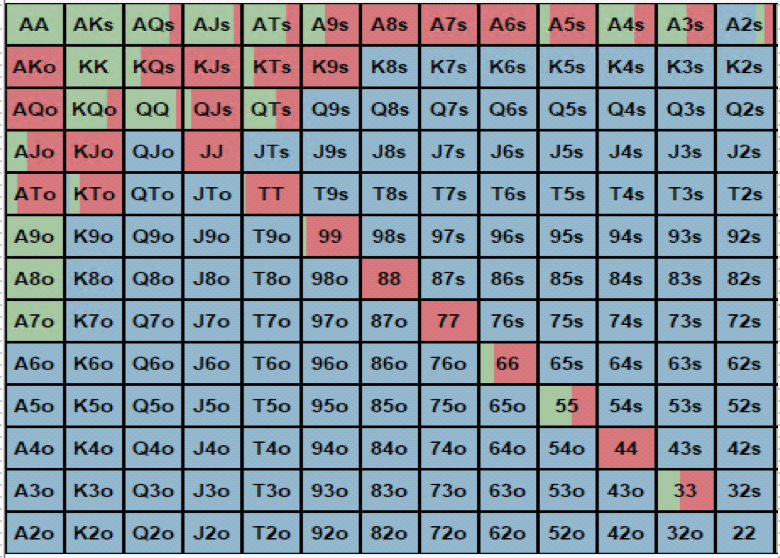 AA AKs AQs AJs ATs A9s A8s A7s A6s A5s A4s A3s A2s
AKo KK KQs KJs KTs K9s K8s K7s K6s K5s K4s K3s K2s
AQo KQo QQ QJs QTs Q9s Q8s Q7s Q6s Q5s Q4s Q3s Q2s
AJo KJo QJo JJ JTs J9s J8s J7s J6s J5s J4s J3s J2s
ATo KTo QTo JTo TT T9s T8s T7s T6s T5s T4s T3s T2s
A9o K9o Q9o J9o T9o 99 98s 97s 96s 95s 94s 93s 92s
A8o K8o Q8o J8o T8o 98o 88 87s 86s 85s 84s 83s 82s
A7o K7o Q7o J7o T7o 97o 87o 77 76s 75s 74s 73s 72s
A6o K6o Q6o J6o T6o 96o 86o 76o 66 65s 64s 63s 62s
A5o K5o Q5o J5o T5o 95o 85o 75o 65o 55 54s 53s 52s
A4o K4o Q4o J4o T4o 94o 84o 74o 64o 54o 44 43s 42s
A3o K3o Q3o J3o T3o 93o 83o 73o 63o 53o 43o 33 32s
A2o K2o Q2o J2o T2o 92o 82o 72o 62o 52o 42o 32o 22